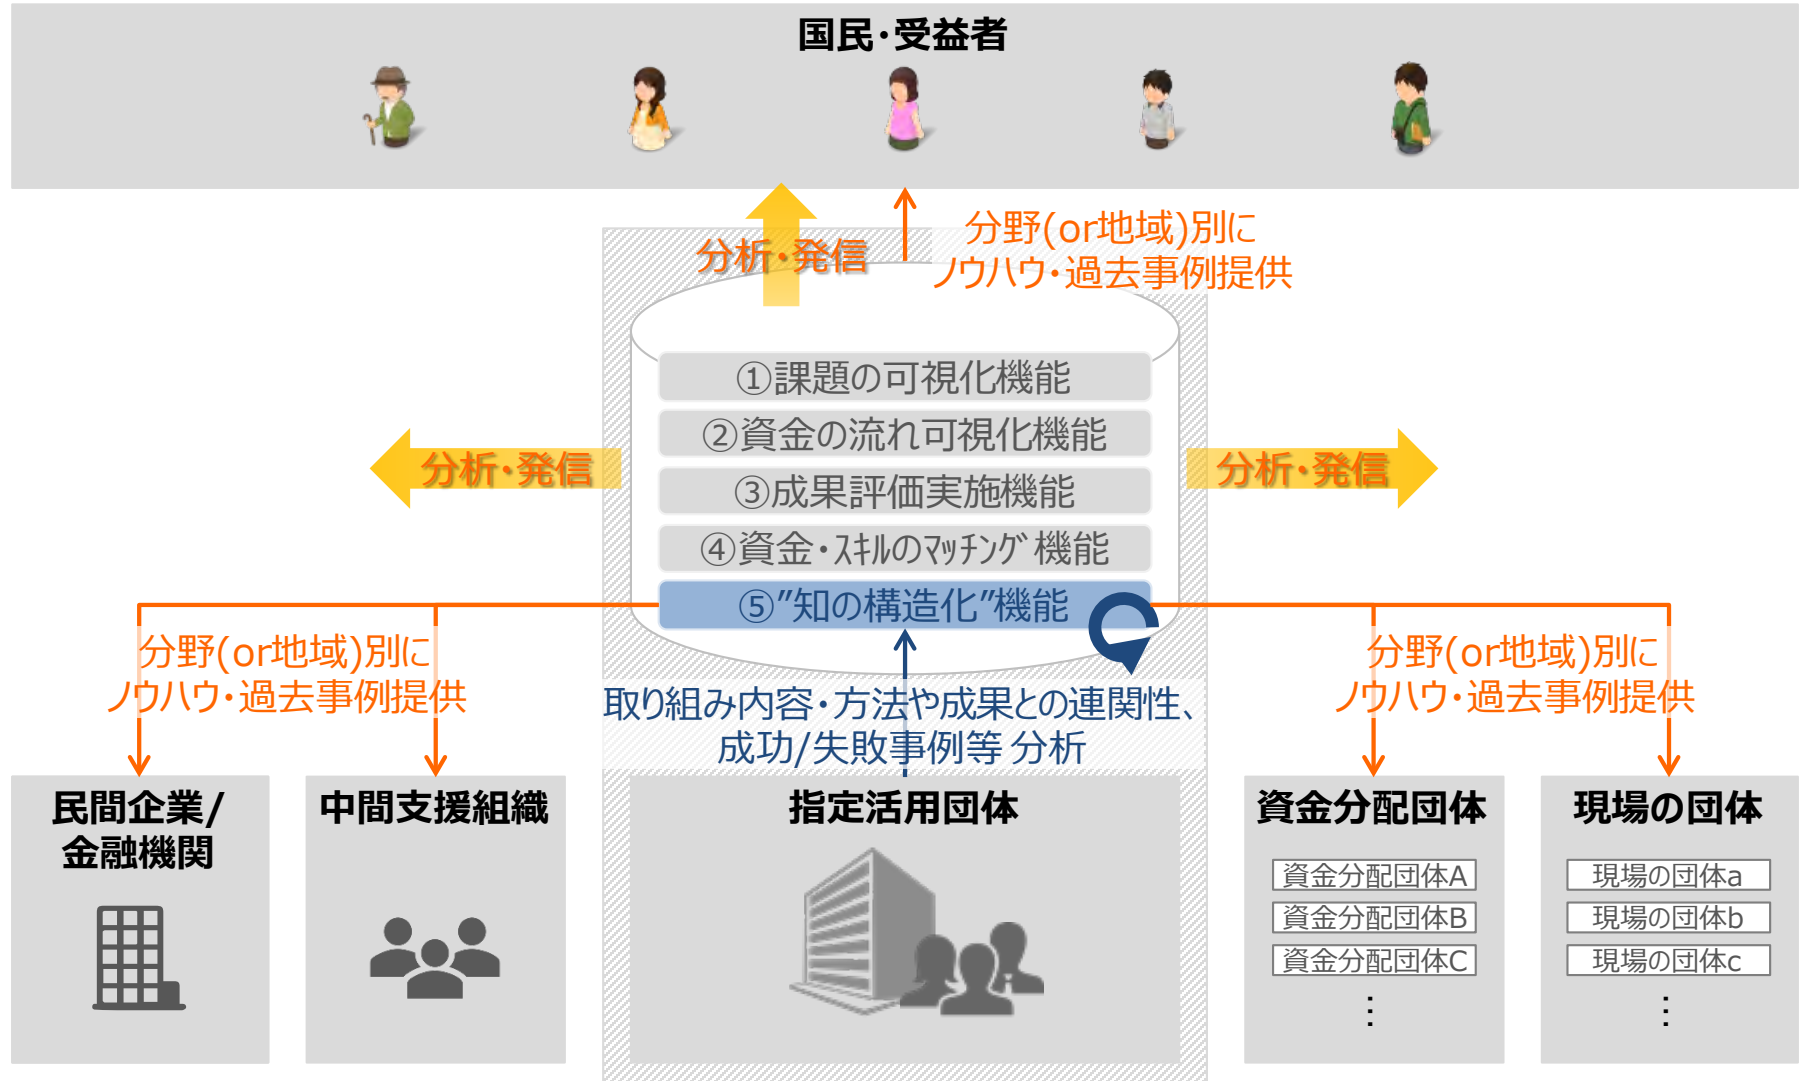 国民・受益者
分析・発信
分野(or地域)別に
ノウハウ・過去事例提供
①課題の可視化機能
②資金の流れ可視化機能
③成果評価実施機能
④資金・ｽｷﾙのﾏｯﾁﾝｸﾞ機能
⑤”知の構造化”機能
分析・発信
分析・発信
分野(or地域)別に
ノウハウ・過去事例提供
取り組み内容・方法や成果との連関性、
成功/失敗事例等 分析
分野(or地域)別に
ノウハウ・過去事例提供
民間企業/
金融機関
中間支援組織
指定活用団体
資金分配団体
資金分配団体A
資金分配団体B
資金分配団体C
⋮
現場の団体
現場の団体a
現場の団体b
現場の団体c
⋮